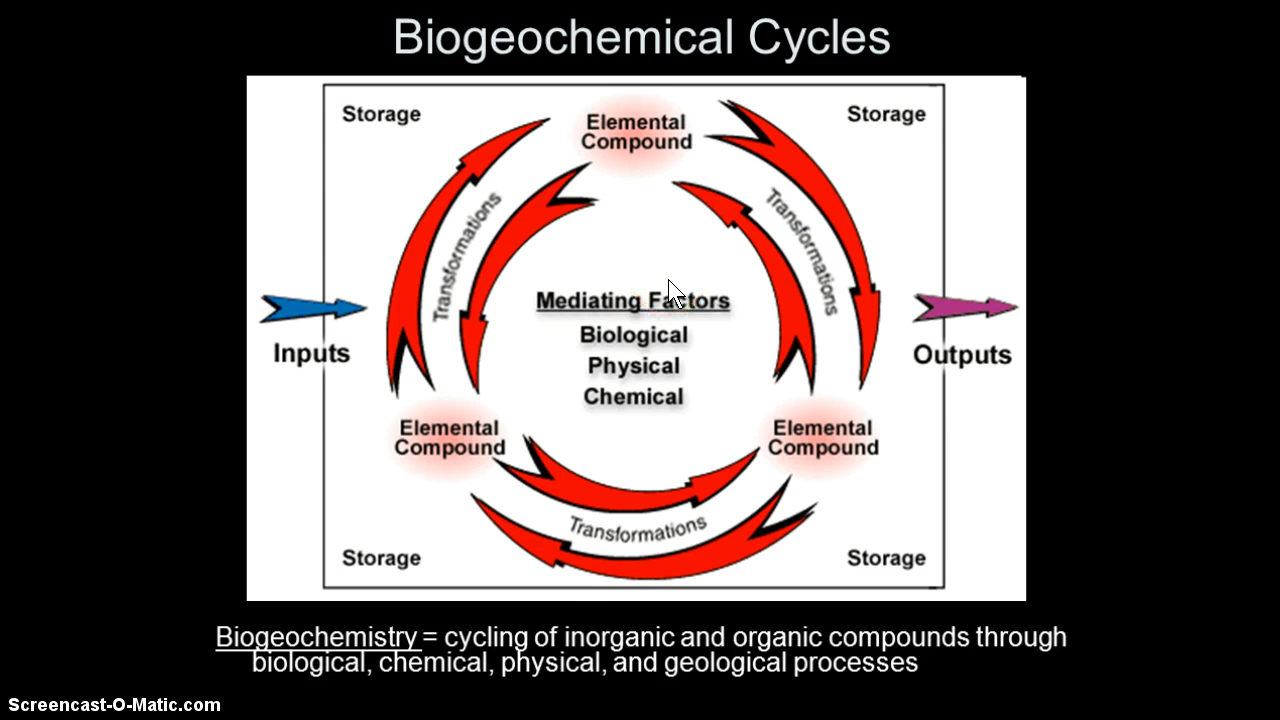 Biogeochemical Cycles
Storage
Storage
Elemental
Compound
Transformations
Transformations
Mediating Factors
Biological
Physical
Chemical
Inputs
Outputs
Elemental
Compound
Elemental
Compound
Transformations
Storage
Storage
Biogeochemistry = cycling of inorganic and organic compounds through
biological, chemical, physical, and geological processes
Screencast-O-Matic.com